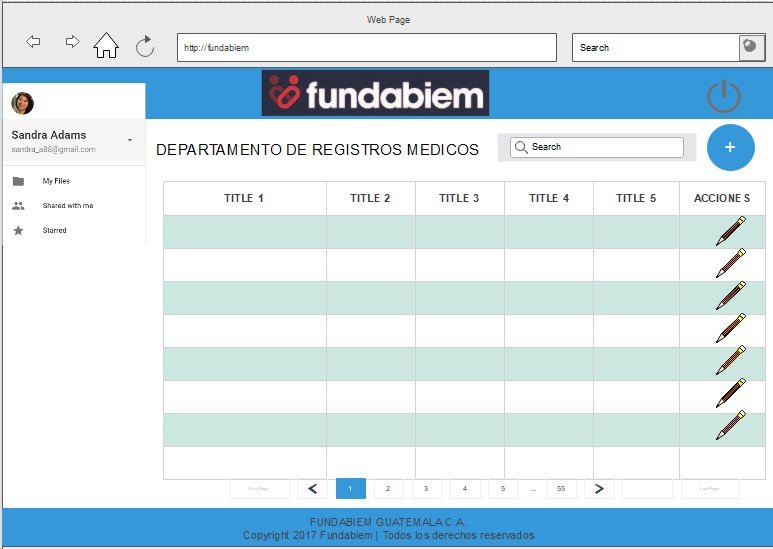 Web Page
http://fundabiem
Search
fundabiem
Sandra Adams
sandra_a88@gmail.com
My Files
Shared with me
Starred
DEPARTAMENTO DE REGISTROS MEDICOS
Search
+
TITLE 1 TITLE 2 TITLE 3 TITLE 4 TITLE 5 ACCIONES
First Page 1 2 3 4 5 ... 55 Last Page
FUNDABIEM GUATEMALA C.A.
Copyright 2017 Fundabiem | Todos los derechos reservados